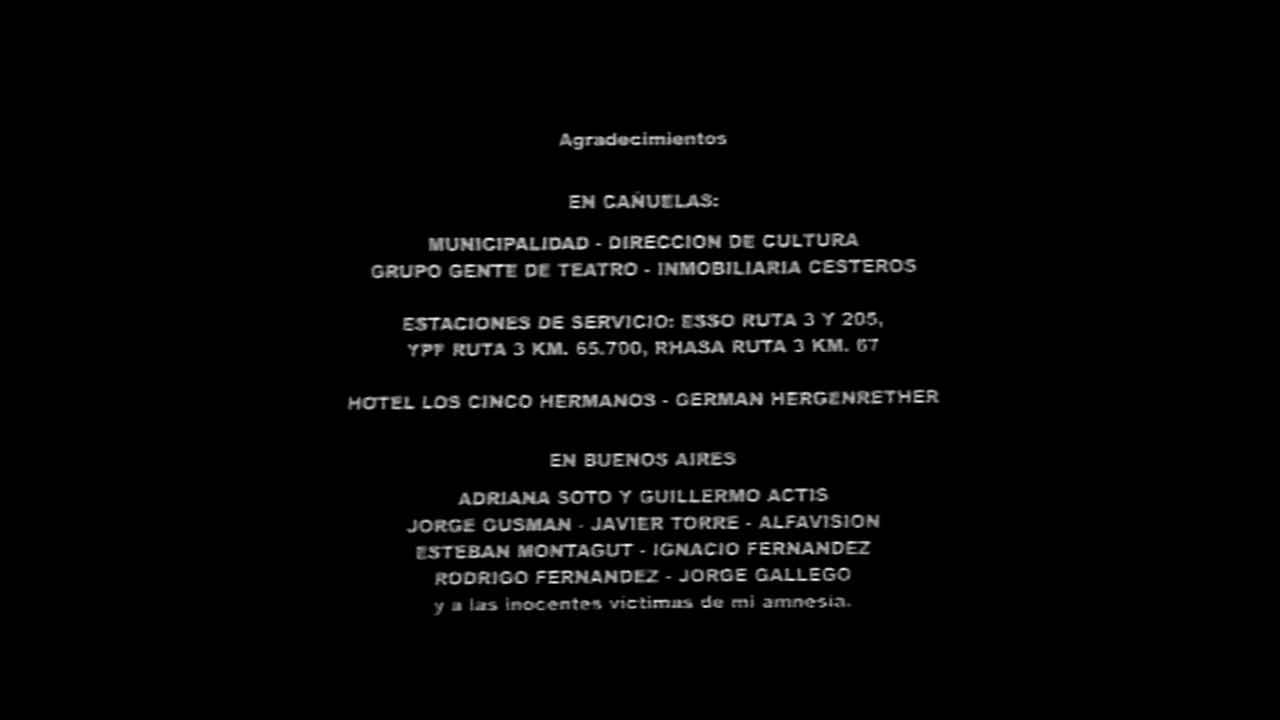 Agradecimientos
EN CAÑUELAS:
MUNICIPALIDAD - DIRECCION DE CULTURA
GRUPO GENTE DE TEATRO - INMOBILIARIA CESTEROS
ESTACIONES DE SERVICIO: ESSO RUTA 3 Y 205,
YPF RUTA 3 KM. 65.700, RHASA RUTA 3 KM. 67
HOTEL LOS CINCO HERMANOS - GERMAN HERGENRETHER
EN BUENOS AIRES
ADRIANA SOTO Y GUILLERMO ACTIS
JORGE GUSMAN - JAVIER TORRE - ALFAVISION
ESTEBAN MONTAGUT - IGNACIO FERNANDEZ
RODRIGO FERNANDEZ - JORGE GALLEGO
y a las inocentes víctimas de mi amnesia.